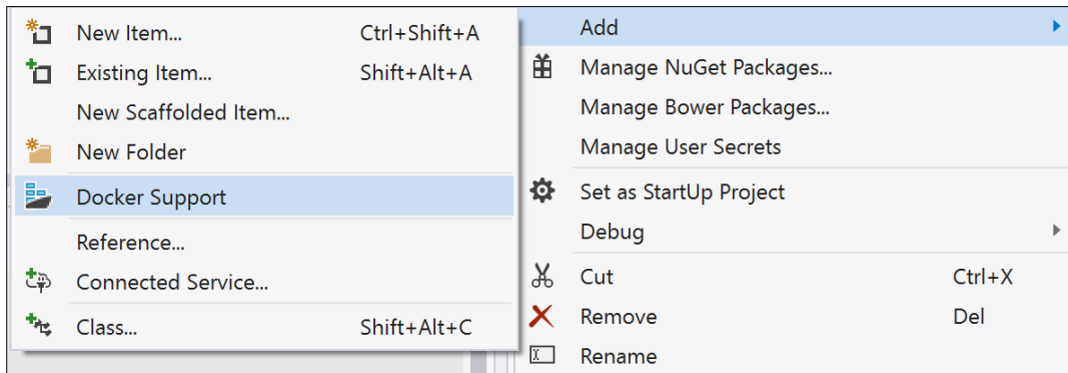 New Item... Ctrl+Shift+A
Existing Item... Shift+Alt+A
New Scaffolded Item...
New Folder
Docker Support
Reference...
Connected Service...
Class... Shift+Alt+C
Add
Manage NuGet Packages...
Manage Bower Packages...
Manage User Secrets
Set as StartUp Project
Debug
Cut Ctrl+X
Remove Del
Rename